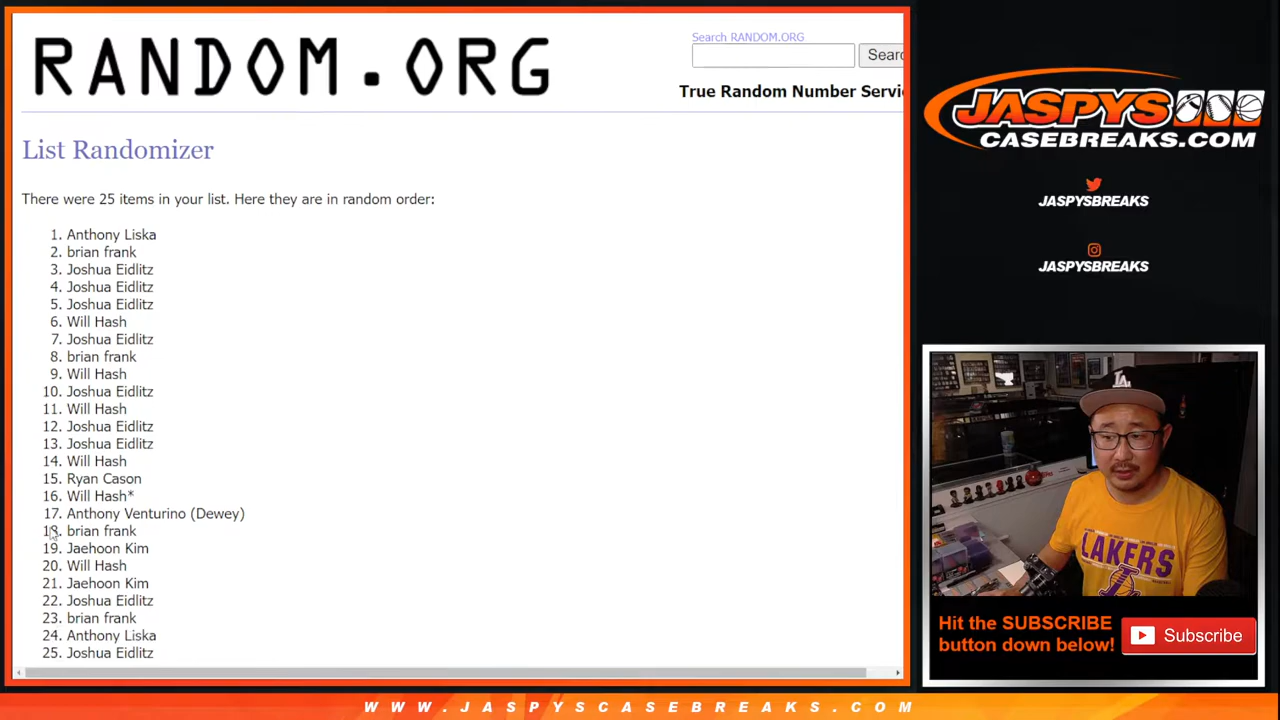 RANDOM.ORG
Search RANDOM.ORG
Sear
True Random Number Servi
List Randomizer
There were 25 items in your list. Here they are in random order:
1. Anthony Liska
2. brian frank
3. Joshua Eidlitz
4. Joshua Eidlitz
5. Joshua Eidlitz
6. Will Hash
7. Joshua Eidlitz
8. brian frank
9. Will Hash
10. Joshua Eidlitz
11. Will Hash
12. Joshua Eidlitz
13. Joshua Eidlitz
14. Will Hash
15. Ryan Cason
16. Will Hash*
17. Anthony Venturino (Dewey)
18. brian frank
19. Jaehoon Kim
20. Will Hash
21. Jaehoon Kim
22. Joshua Eidlitz
23. brian frank
24. Anthony Liska
25. Joshua Eidlitz
JASPYS
CASEBREAKS.COM
JASPYSBREAKS
JASPYSBREAKS
LA
LAKERS
Hit the SUBSCRIBE
button down below!
Subscribe
WWW.JASPYSCASEBREAKS.COM